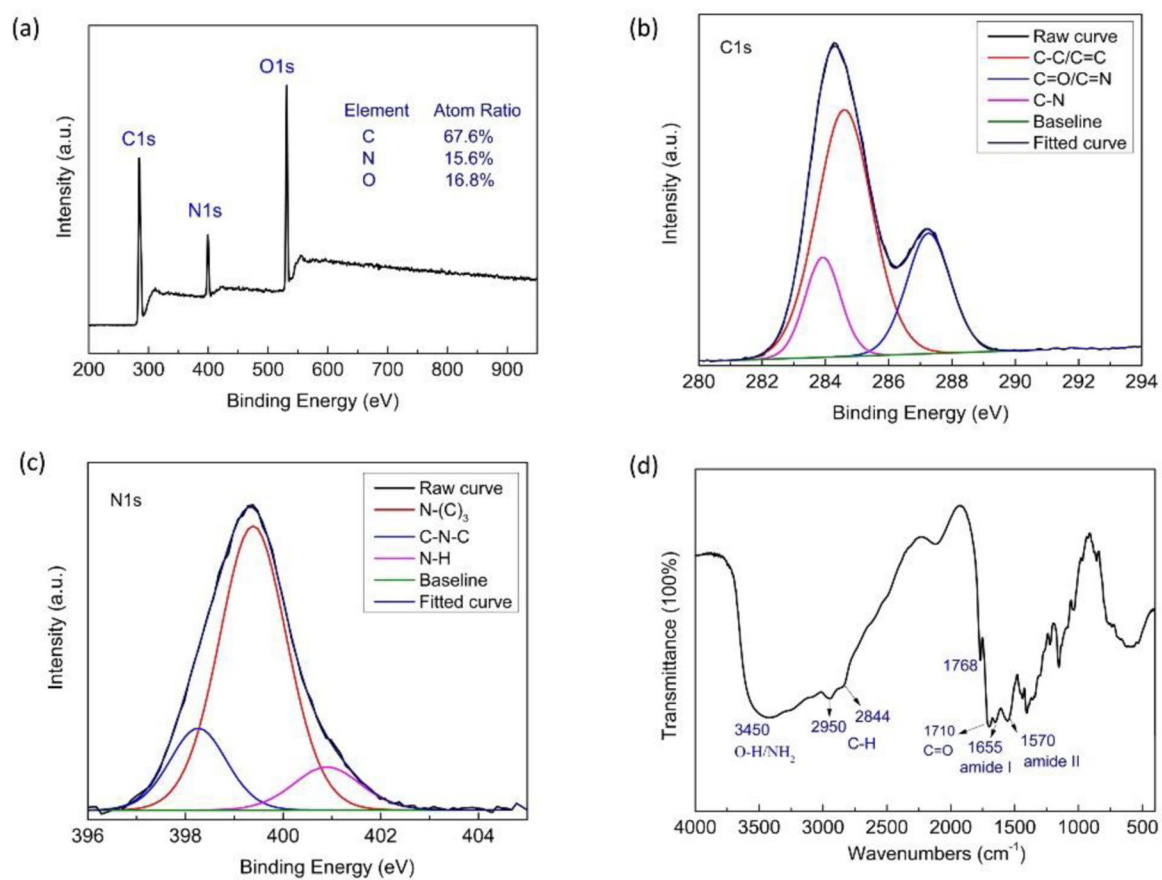 (a)
C1s
N1s
O1s
Element Atom Ratio
C 67.6%
N 15.6%
O 16.8%
Intensity (a.u.)
200 300 400 500 600 700 800 900
Binding Energy (eV)
(b)
C1s
Raw curve
C-C/C=C
C=O/C=N
C-N
Baseline
Fitted curve
Intensity (a.u.)
280 282 284 286 288 290 292 294
Binding Energy (eV)
(c)
N1s
Raw curve
N-(C)₃
C-N-C
N-H
Baseline
Fitted curve
Intensity (a.u.)
396 398 400 402 404
Binding Energy (eV)
(d)
Transmittance (100%)
3450
O-H/NH₂
2950
2844
C-H
1768
1710
C=O
1655
amide I
1570
amide II
4000 3500 3000 2500 2000 1500 1000 500
Wavenumbers (cm⁻¹)